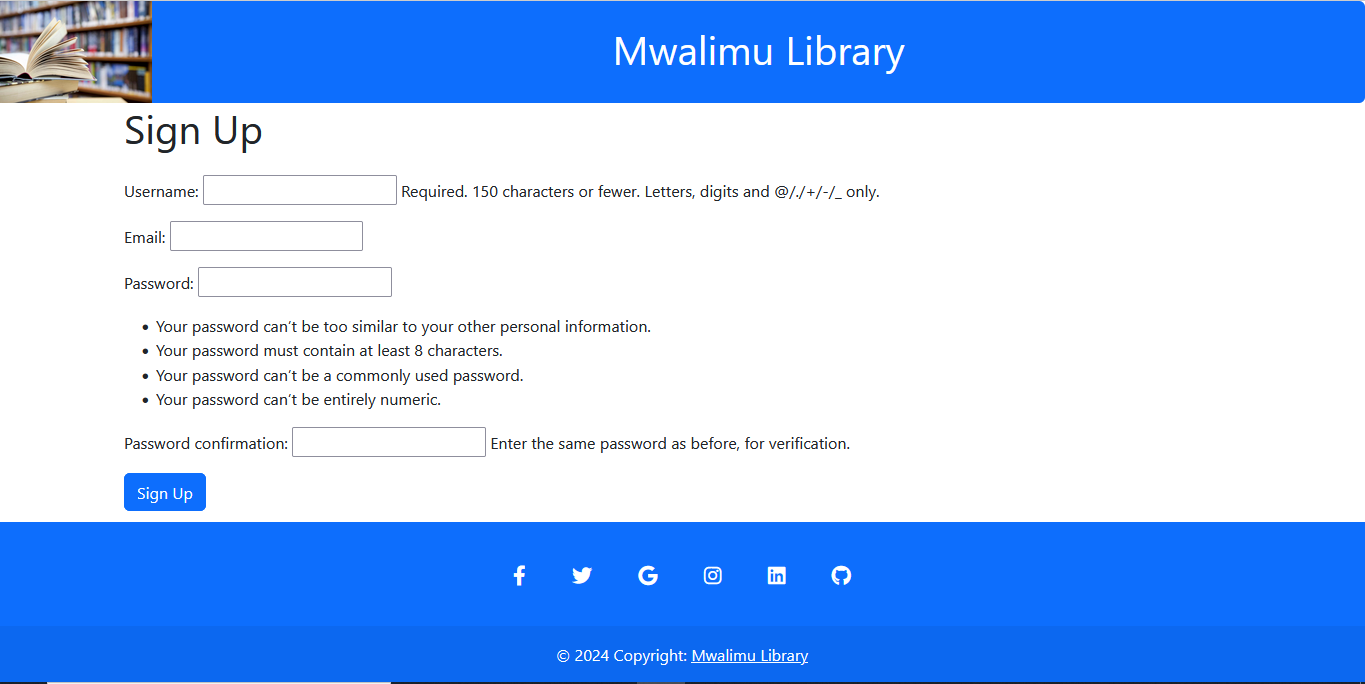 Mwalimu Library
Sign Up
Username: Required. 150 characters or fewer. Letters, digits and @/./+/-/_ only.
Email:
Password:
• Your password can’t be too similar to your other personal information.
• Your password must contain at least 8 characters.
• Your password can’t be a commonly used password.
• Your password can’t be entirely numeric.
Password confirmation: Enter the same password as before, for verification.
Sign Up
© 2024 Copyright: Mwalimu Library